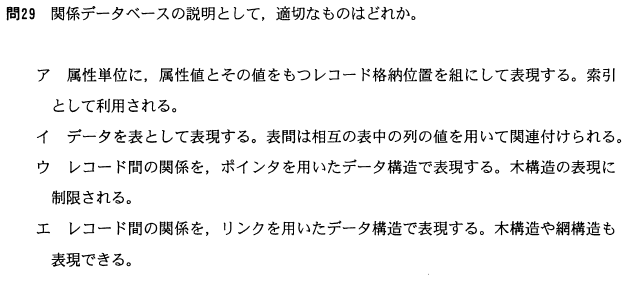 問29 関係データベースの説明として，適切なものはどれか。
ア 属性単位に，属性値とその値をもつレコード格納位置を組にして表現する。索引
として利用される。
イ データを表として表現する。表間は相互の表中の列の値を用いて関連付けられる。
ウ レコード間の関係を，ポインタを用いたデータ構造で表現する。木構造の表現に
制限される。
エ レコード間の関係を，リンクを用いたデータ構造で表現する。木構造や網構造も
表現できる。